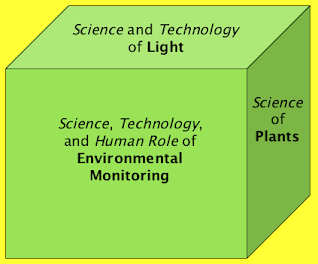 Science and Technology
of Light
Science, Technology,
and Human Role of
Environmental
Monitoring
Science
of
Plants